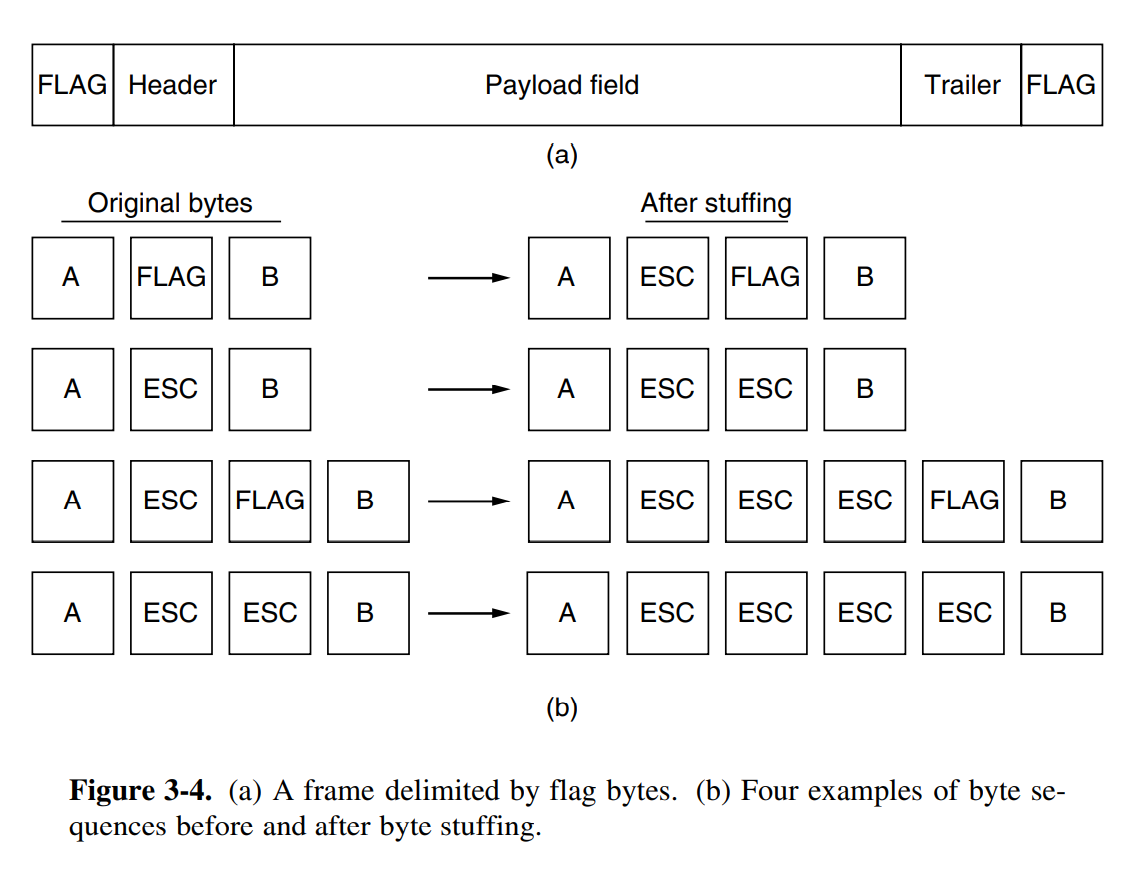 FLAG Header Payload field Trailer FLAG
(a)
Original bytes After stuffing
A FLAG B A ESC FLAG B
A ESC B A ESC ESC B
A ESC FLAG B A ESC ESC ESC FLAG B
A ESC ESC B A ESC ESC ESC ESC B
(b)
Figure 3-4. (a) A frame delimited by flag bytes. (b) Four examples of byte se-
quences before and after byte stuffing.